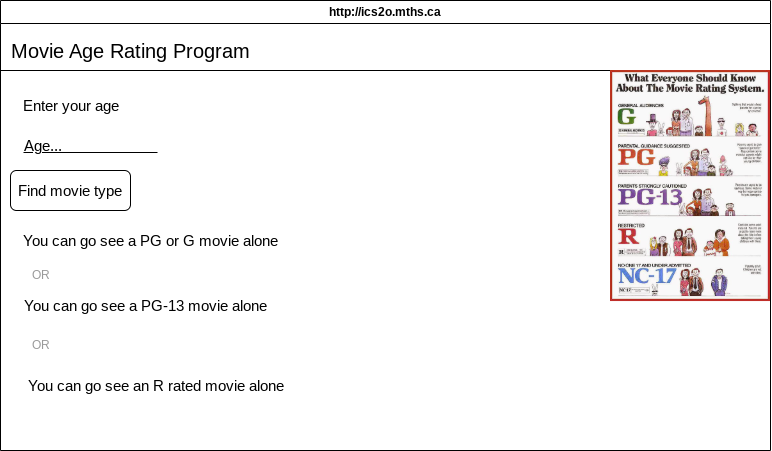 http://ics2o.mths.ca
Movie Age Rating Program
Enter your age
Age...
Find movie type
You can go see a PG or G movie alone
OR
You can go see a PG-13 movie alone
OR
You can go see an R rated movie alone
What Everyone Should Know
About The Movie Rating System.
GENERAL AUDIENCES
G
PARENTAL GUIDANCE SUGGESTED
PG
PARENTS STRONGLY CAUTIONED
PG-13
RESTRICTED
R
NO ONE 17 AND UNDER ADMITTED
NC-17